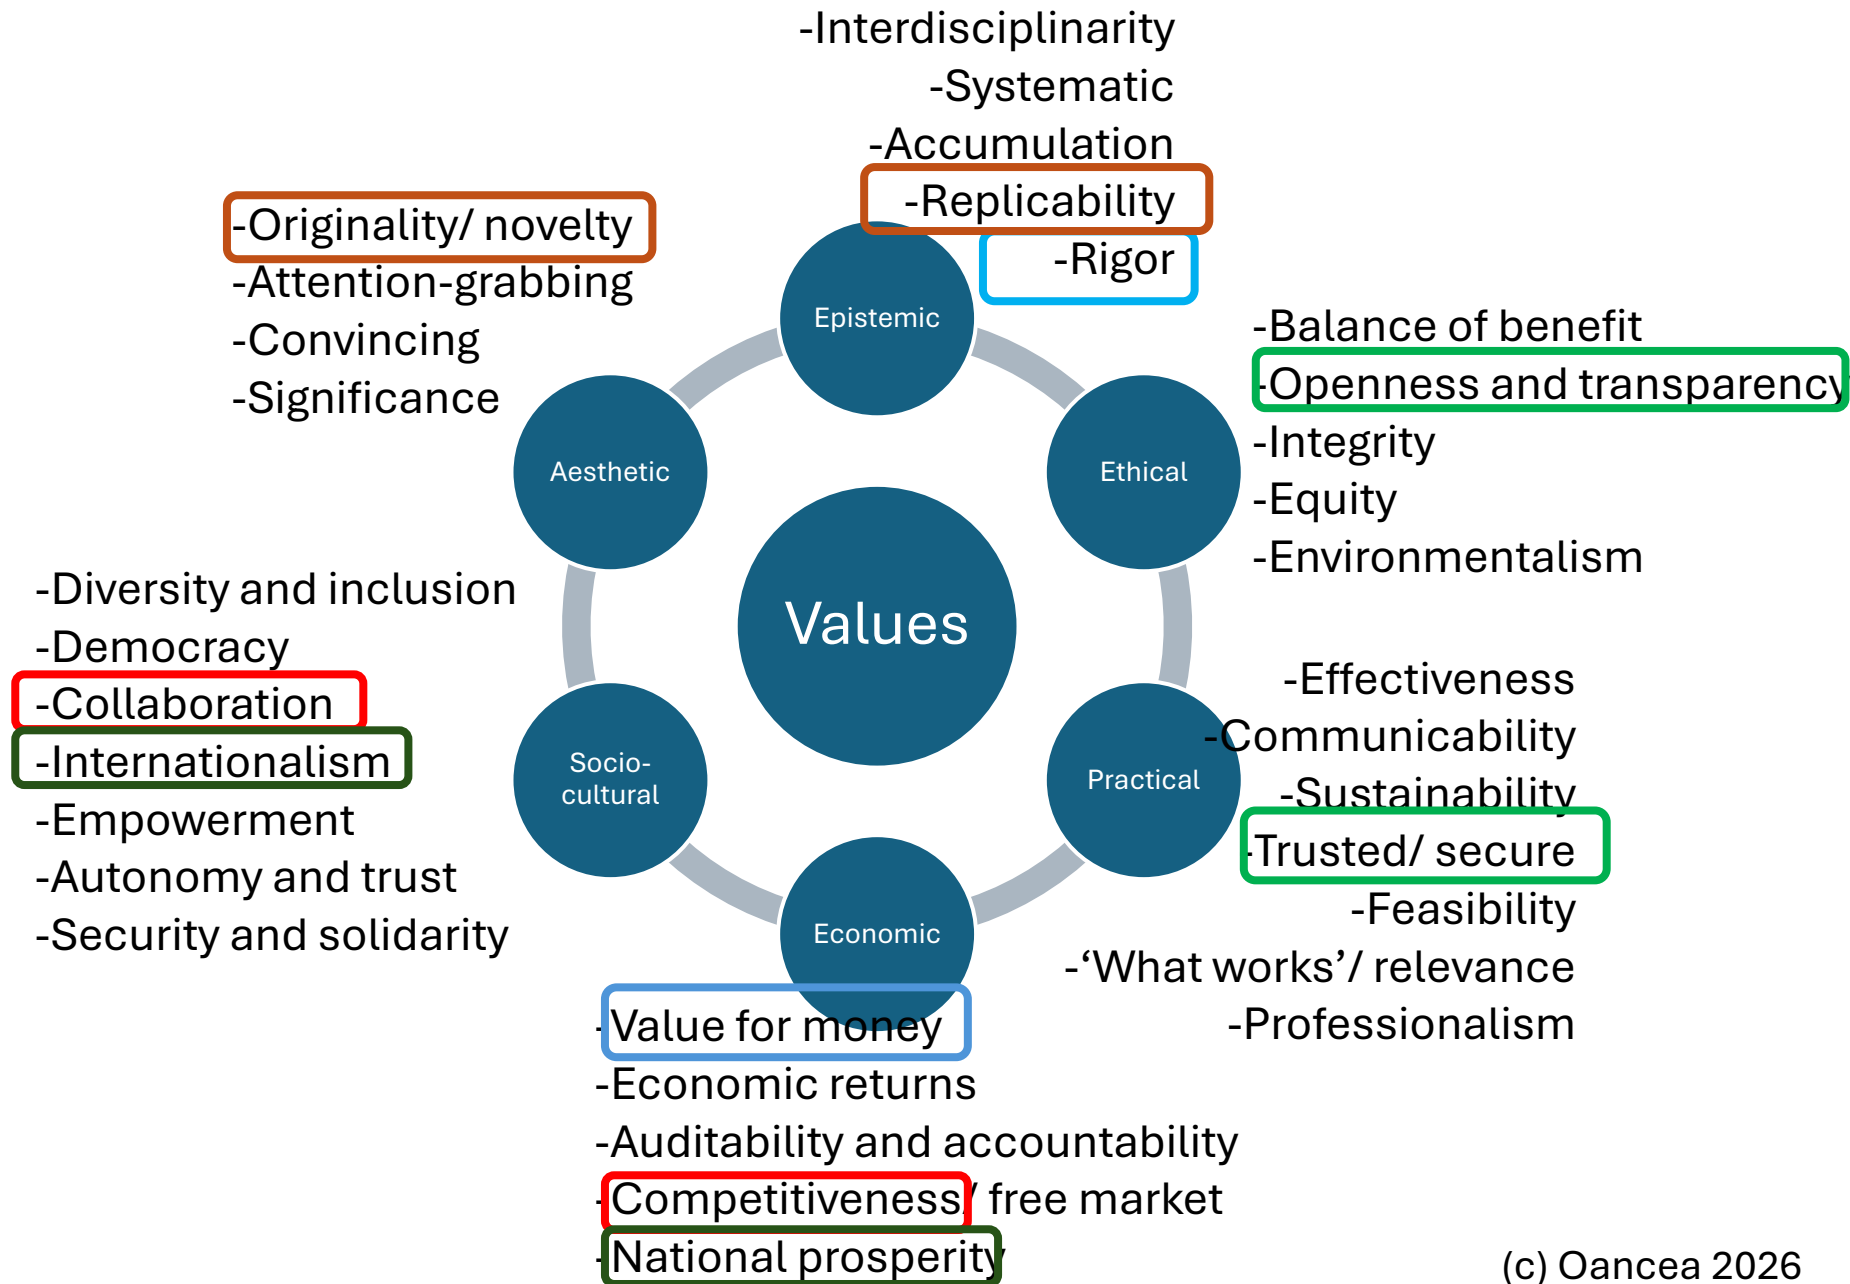 -Interdisciplinarity
-Systematic
-Accumulation
-Replicability
-Rigor
-Originality/ novelty
-Attention-grabbing
-Convincing
-Significance
Epistemic
-Balance of benefit
-Openness and transparency
-Integrity
-Equity
-Environmentalism
Aesthetic
Ethical
Values
-Diversity and inclusion
-Democracy
-Collaboration
-Internationalism
-Empowerment
-Autonomy and trust
-Security and solidarity
Socio-
cultural
Practical
-Effectiveness
-Communicability
-Sustainability
-Trusted/ secure
-Feasibility
-‘What works’/ relevance
-Professionalism
Economic
-Value for money
-Economic returns
-Auditability and accountability
-Competitiveness/ free market
-National prosperity
(c) Oancea 2026